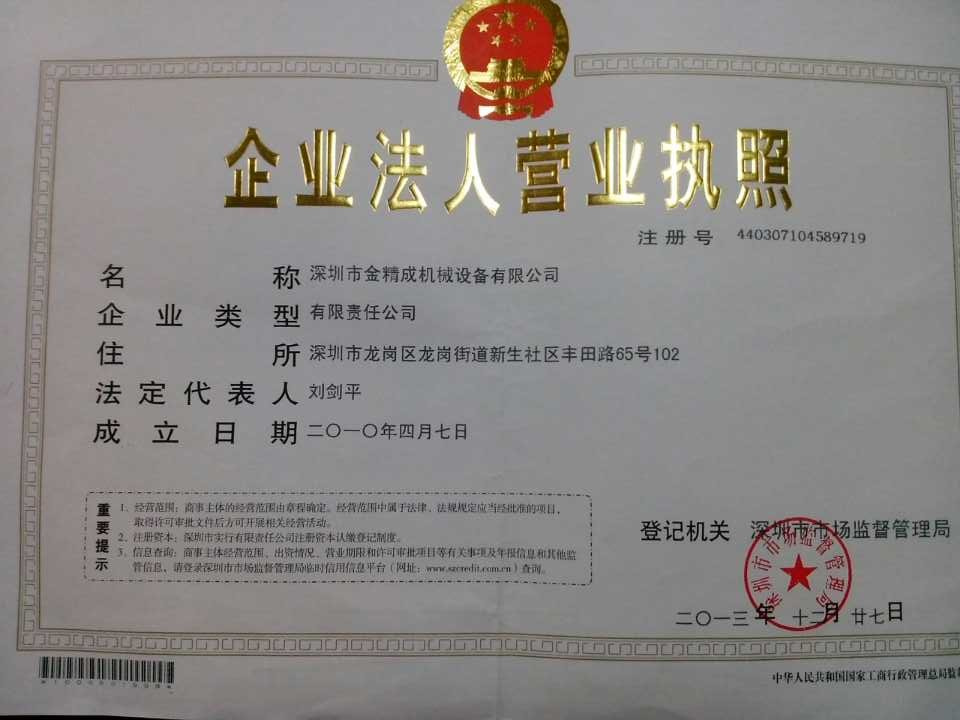 企业法人营业执照
注册号 440307104589719
名称 深圳市金精成机械设备有限公司
企业类型 有限责任公司
住所 深圳市龙岗区龙岗街道新生社区丰田路65号102
法定代表人 刘剑平
成立日期 二〇一〇年四月七日
重要提示
1、经营范围：商事主体的经营范围由章程确定。经营范围中属于法律、法规规定应当经批准的项目，
取得许可审批文件后方可开展相关经营活动。
2、注册资本：深圳市实行有限责任公司注册资本认缴登记制度。
3、信息查询：商事主体经营范围、出资情况、营业期限和许可审批项目等有关事项及年报信息和其他监
管信息，请登录深圳市市场监督管理局临时信用信息平台（网址：www.szcredit.com.cn）查询。
登记机关 深圳市市场监督管理局
深圳市市场监督管理局
二〇一三年 十二月 廿七日
中华人民共和国国家工商行政管理总局监